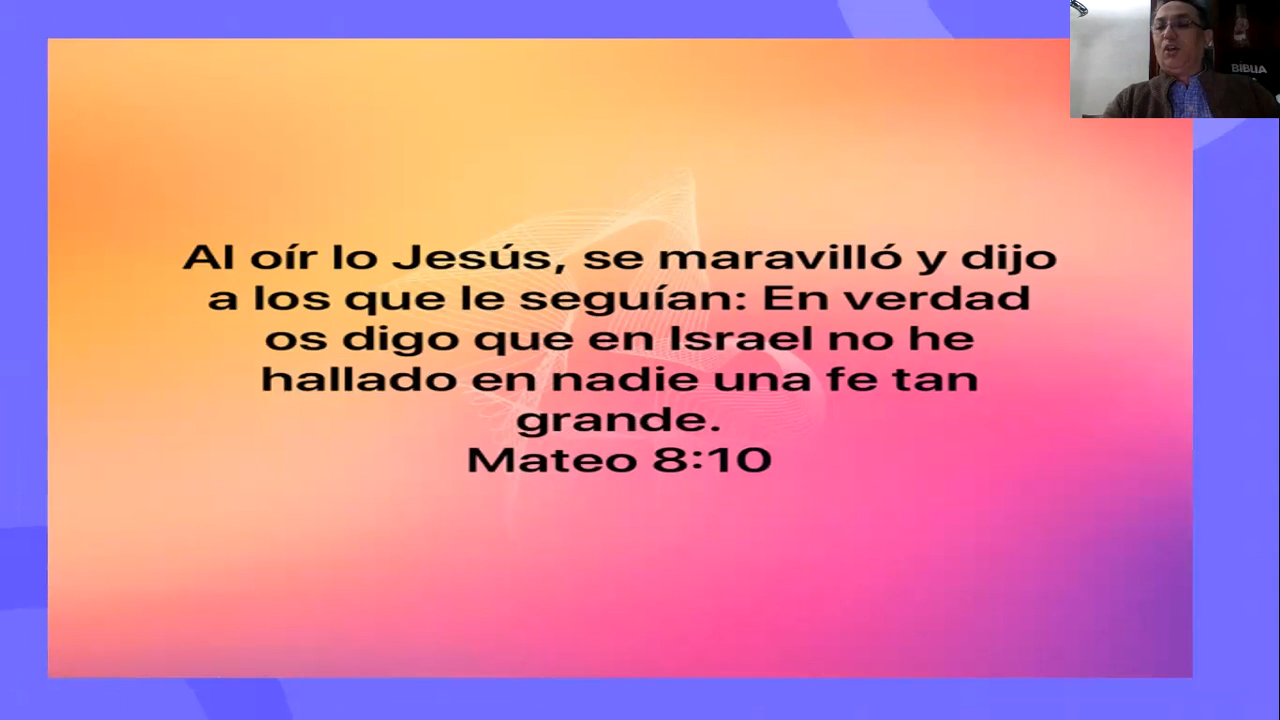 BIBLIA
Al oír lo Jesús, se maravilló y dijo
a los que le seguían: En verdad
os digo que en Israel no he
hallado en nadie una fe tan
grande.
Mateo 8:10